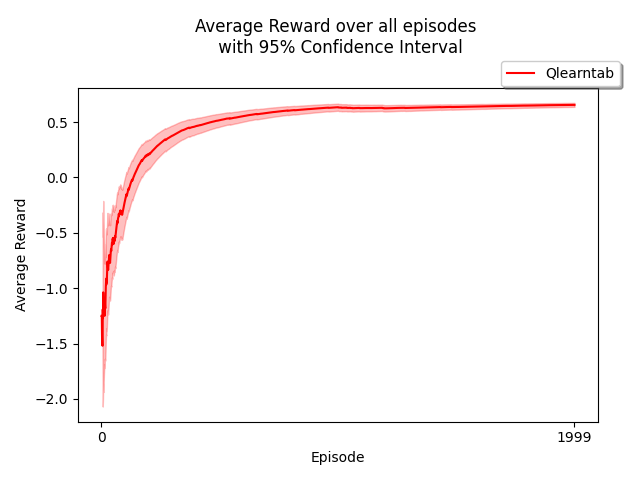 Average Reward over all episodes
with 95% Confidence Interval
Qlearntab
0.5
0.0
−0.5
−1.0
−1.5
−2.0
Average Reward
0
1999
Episode